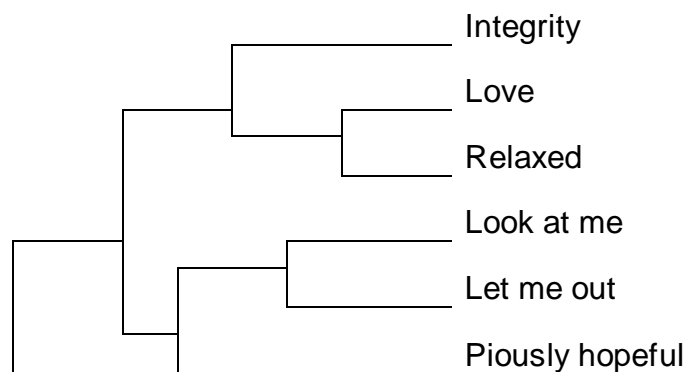 Integrity
Love
Relaxed
Look at me
Let me out
Piously hopeful